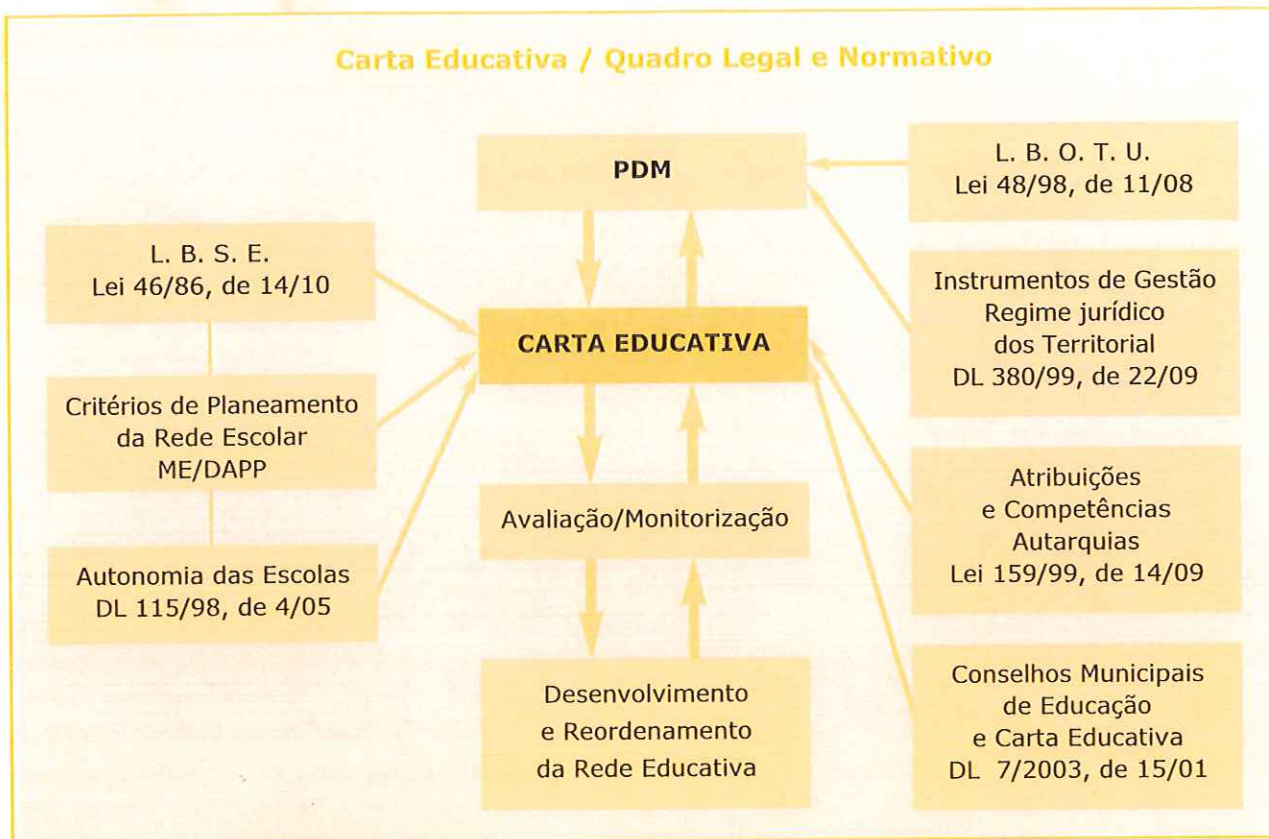 Carta Educativa / Quadro Legal e Normativo
PDM
L. B. O. T. U.
Lei 48/98, de 11/08
L. B. S. E.
Lei 46/86, de 14/10
Instrumentos de Gestão
Regime jurídico
dos Territorial
DL 380/99, de 22/09
CARTA EDUCATIVA
Critérios de Planeamento
da Rede Escolar
ME/DAPP
Avaliação/Monitorização
Atribuições
e Competências
Autarquias
Lei 159/99, de 14/09
Autonomia das Escolas
DL 115/98, de 4/05
Desenvolvimento
e Reordenamento
da Rede Educativa
Conselhos Municipais
de Educação
e Carta Educativa
DL 7/2003, de 15/01